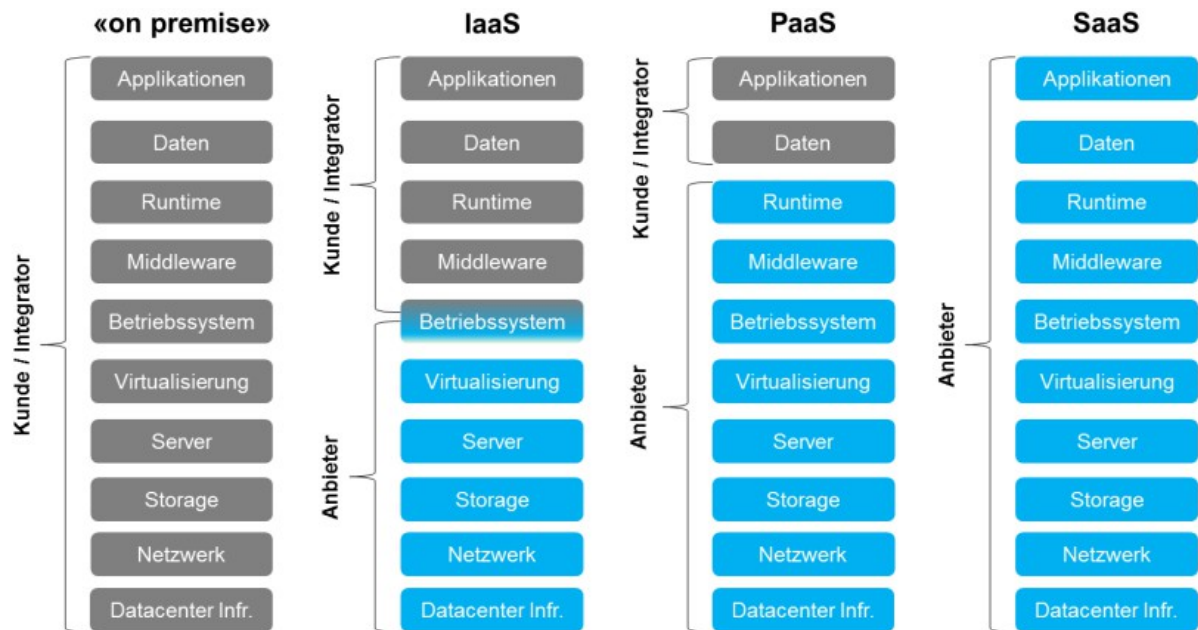 «on premise»
IaaS
PaaS
SaaS
Kunde / Integrator
Applikationen
Daten
Runtime
Middleware
Betriebssystem
Virtualisierung
Server
Storage
Netzwerk
Datacenter Infr.
Kunde / Integrator
Anbieter
Applikationen
Daten
Runtime
Middleware
Betriebssystem
Virtualisierung
Server
Storage
Netzwerk
Datacenter Infr.
Kunde / Integrator
Anbieter
Applikationen
Daten
Runtime
Middleware
Betriebssystem
Virtualisierung
Server
Storage
Netzwerk
Datacenter Infr.
Anbieter
Applikationen
Daten
Runtime
Middleware
Betriebssystem
Virtualisierung
Server
Storage
Netzwerk
Datacenter Infr.